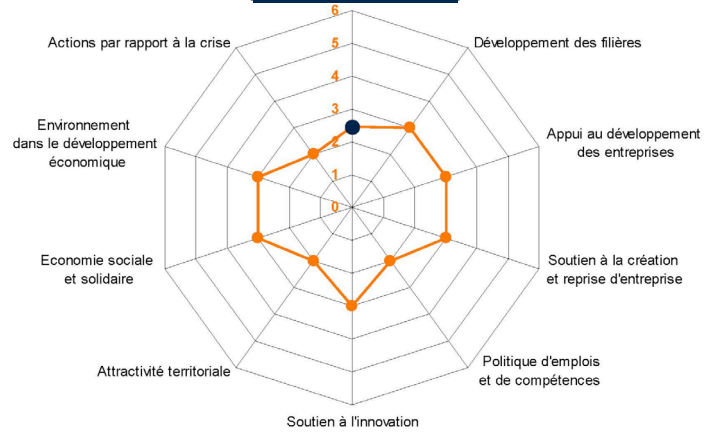 6
Actions par rapport à la crise
Développement des filières
5
4
3
Environnement
dans le développement
économique
Appui au développement
des entreprises
2
1
0
Economie sociale
et solidaire
Soutien à la création
et reprise d'entreprise
Attractivité territoriale
Politique d'emplois
et de compétences
Soutien à l'innovation